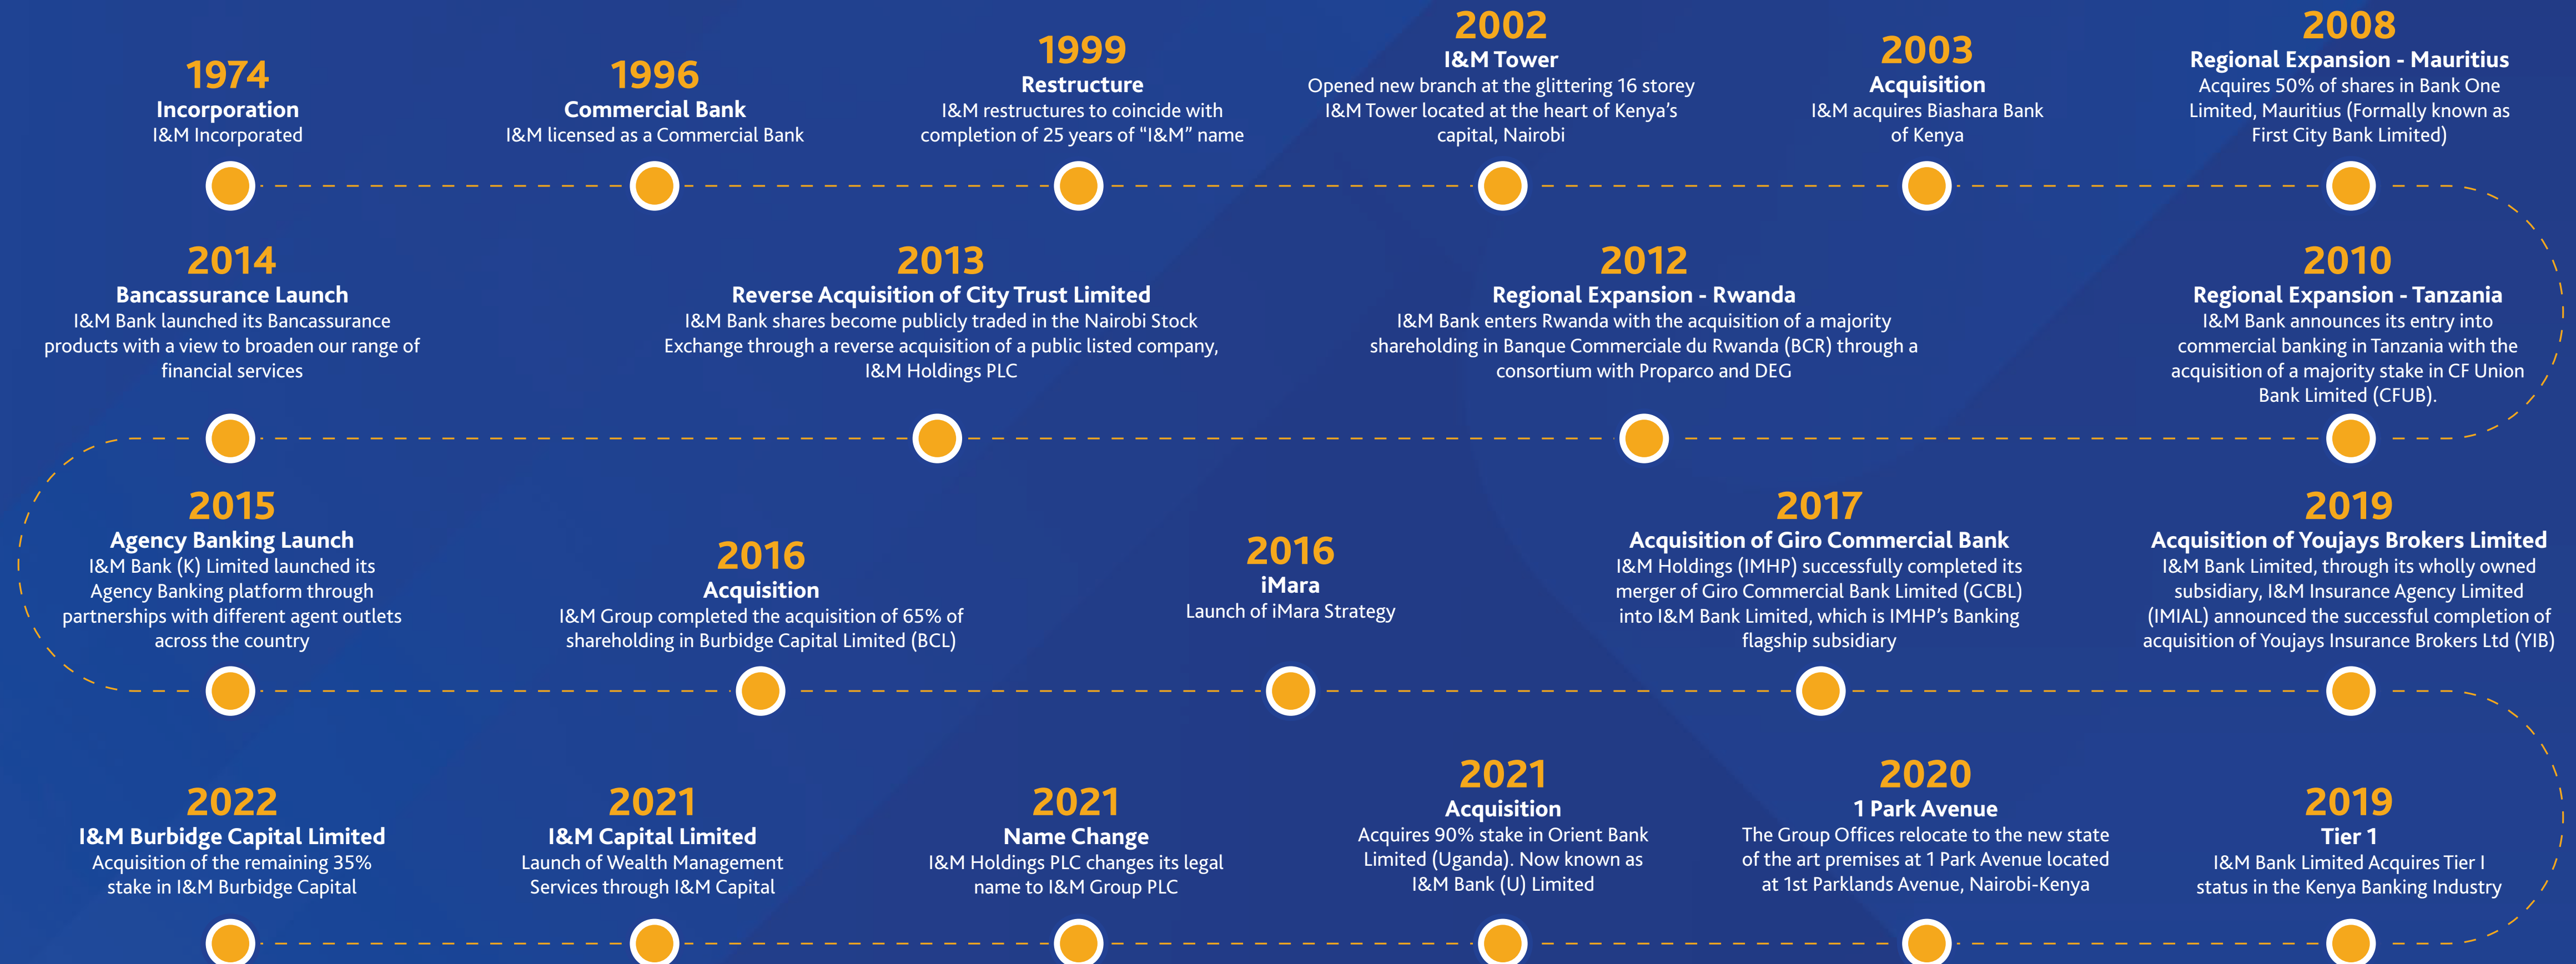 1974
Incorporation
I&M Incorporated
1996
Commercial Bank
I&M licensed as a Commercial Bank
1999
Restructure
I&M restructures to coincide with
completion of 25 years of “I&M” name
2002
I&M Tower
Opened new branch at the glittering 16 storey
I&M Tower located at the heart of Kenya’s
capital, Nairobi
2003
Acquisition
I&M acquires Biashara Bank
of Kenya
2008
Regional Expansion - Mauritius
Acquires 50% of shares in Bank One
Limited, Mauritius (Formally known as
First City Bank Limited)
2010
Regional Expansion - Tanzania
I&M Bank announces its entry into
commercial banking in Tanzania with the
acquisition of a majority stake in CF Union
Bank Limited (CFUB).
2012
Regional Expansion - Rwanda
I&M Bank enters Rwanda with the acquisition of a majority
shareholding in Banque Commerciale du Rwanda (BCR) through a
consortium with Proparco and DEG
2013
Reverse Acquisition of City Trust Limited
I&M Bank shares become publicly traded in the Nairobi Stock
Exchange through a reverse acquisition of a public listed company,
I&M Holdings PLC
2014
Bancassurance Launch
I&M Bank launched its Bancassurance
products with a view to broaden our range of
financial services
2015
Agency Banking Launch
I&M Bank (K) Limited launched its
Agency Banking platform through
partnerships with different agent outlets
across the country
2016
Acquisition
I&M Group completed the acquisition of 65% of
shareholding in Burbidge Capital Limited (BCL)
2016
iMara
Launch of iMara Strategy
2017
Acquisition of Giro Commercial Bank
I&M Holdings (IMHP) successfully completed its
merger of Giro Commercial Bank Limited (GCBL)
into I&M Bank Limited, which is IMHP’s Banking
flagship subsidiary
2019
Acquisition of Youjays Brokers Limited
I&M Bank Limited, through its wholly owned
subsidiary, I&M Insurance Agency Limited
(IMIAL) announced the successful completion of
acquisition of Youjays Insurance Brokers Ltd (YIB)
2019
Tier 1
I&M Bank Limited Acquires Tier I
status in the Kenya Banking Industry
2020
1 Park Avenue
The Group Offices relocate to the new state
of the art premises at 1 Park Avenue located
at 1st Parklands Avenue, Nairobi-Kenya
2021
Acquisition
Acquires 90% stake in Orient Bank
Limited (Uganda). Now known as
I&M Bank (U) Limited
2021
Name Change
I&M Holdings PLC changes its legal
name to I&M Group PLC
2021
I&M Capital Limited
Launch of Wealth Management
Services through I&M Capital
2022
I&M Burbidge Capital Limited
Acquisition of the remaining 35%
stake in I&M Burbidge Capital